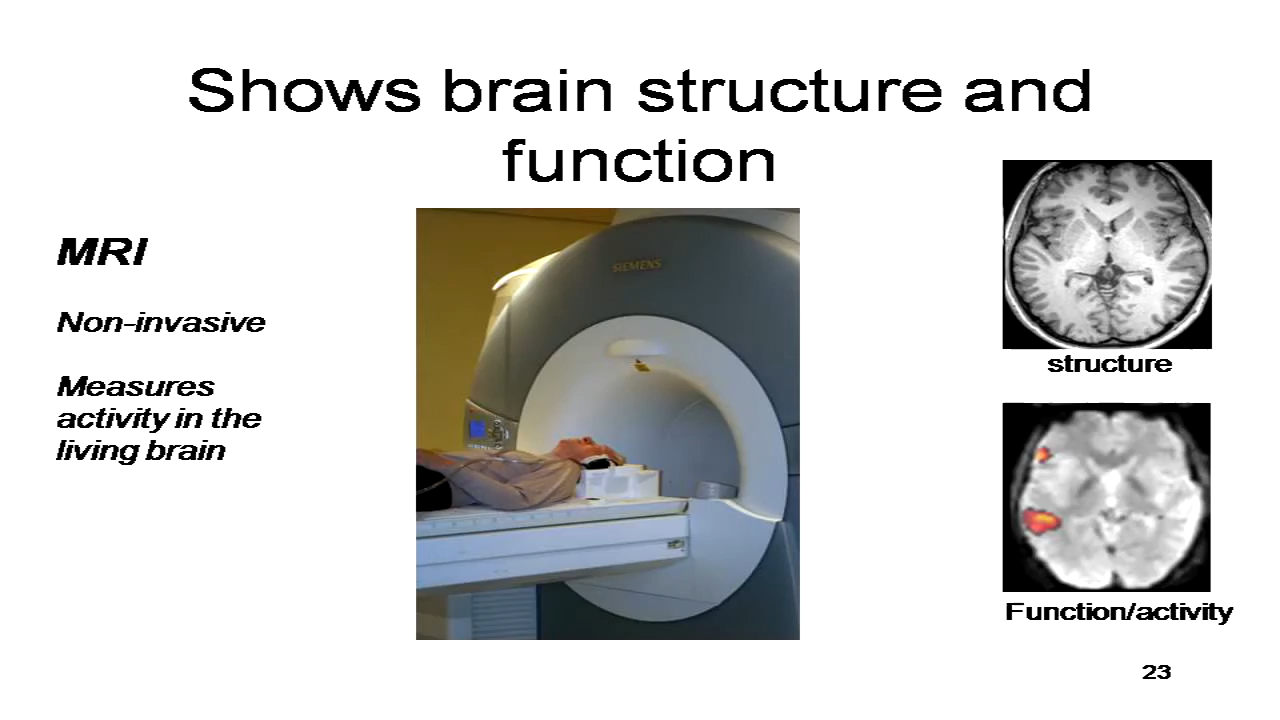 Shows brain structure and
function
MRI
Non-invasive
Measures
activity in the
living brain
SIEMENS
structure
Function/activity
23